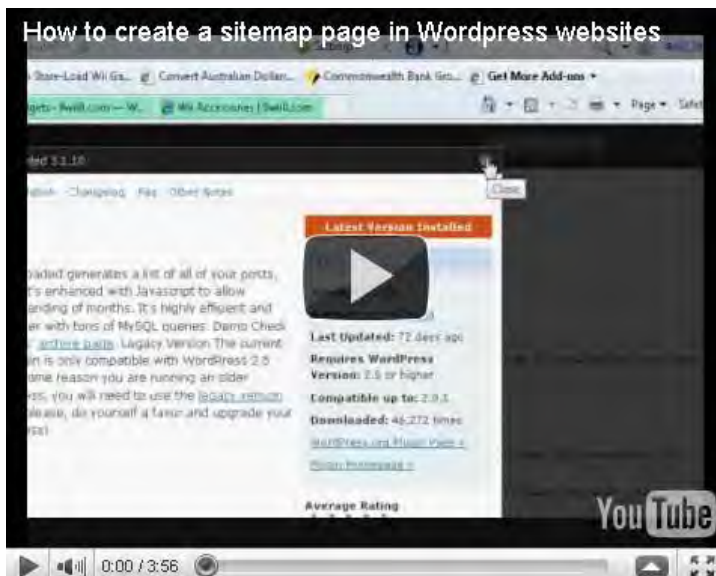 How to create a sitemap page in Wordpress websites
Store-Load Wii Ga... Convert Australian Dollar... Commonwealth Bank Gro... Get More Add-ons
Wii Accessories | Page Safet
3.1.10
Changelog Faq Other Notes
Close
Latest Version Installed
oaded generates a list of all of your posts.
t's enhanced with Javascript to allow
anding of months. It's highly efficient and
er with tons of MySQL queries. Demo Check
archive page. Legacy Version The current
in is only compatible with WordPress 2.5
ome reason you are running an older
ess, you will need to use the legacy version
please, do yourself a favor and upgrade your
Last Updated: 72 days ago
Requires WordPress
Version: 2.5 or higher
Compatible up to: 2.9.1
Downloaded: 46,272 times
WordPress.org Plugin Page »
Plugin Homepage »
Average Rating
YouTube
0:00 / 3:56